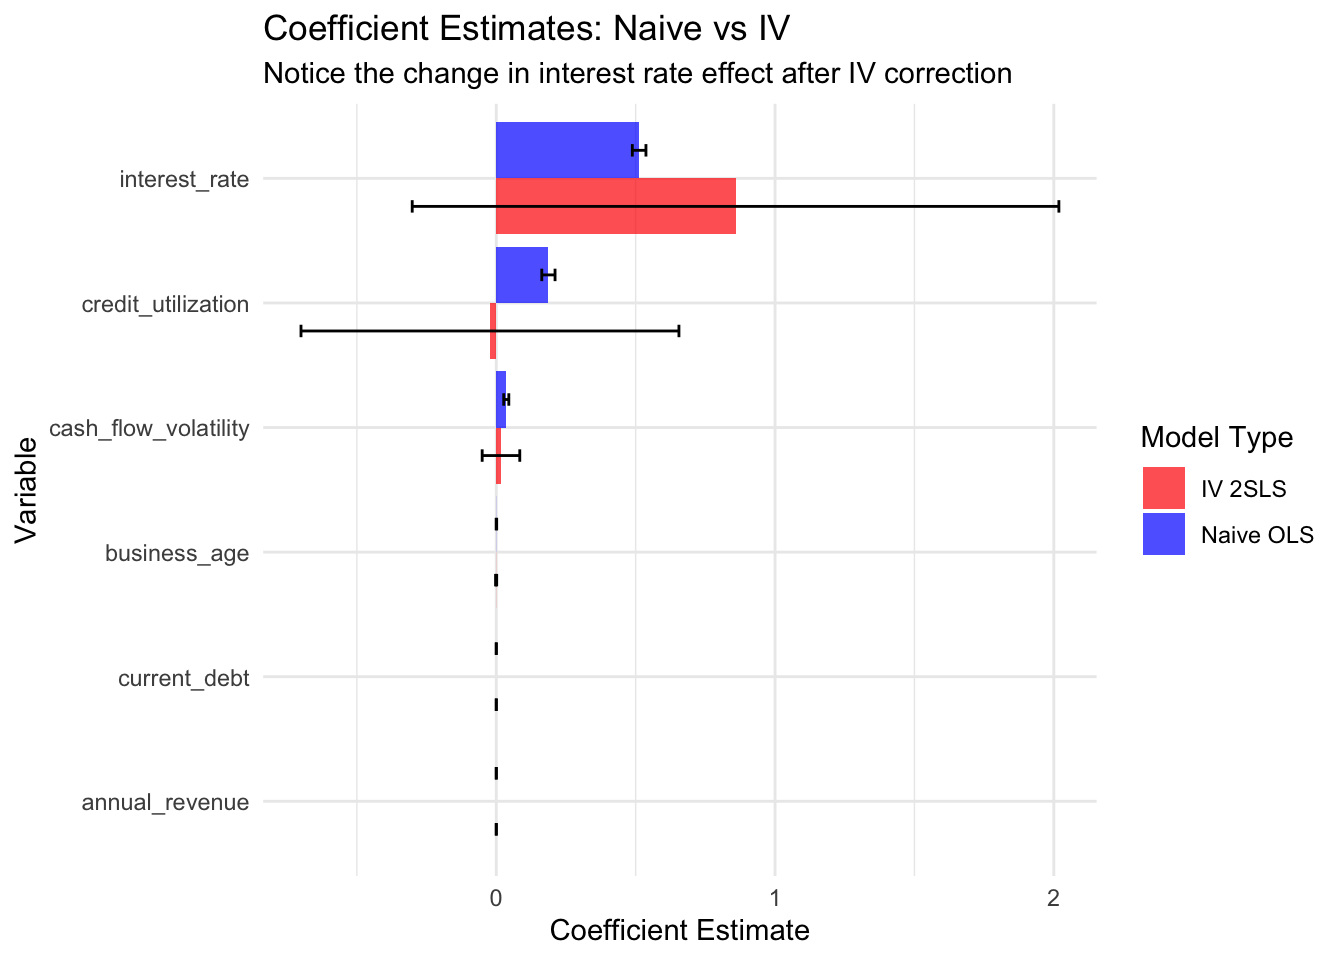 Coefficient Estimates: Naive vs IV
Notice the change in interest rate effect after IV correction
Variable
interest_rate
credit_utilization
cash_flow_volatility
business_age
current_debt
annual_revenue
0 1 2
Coefficient Estimate
Model Type
IV 2SLS
Naive OLS